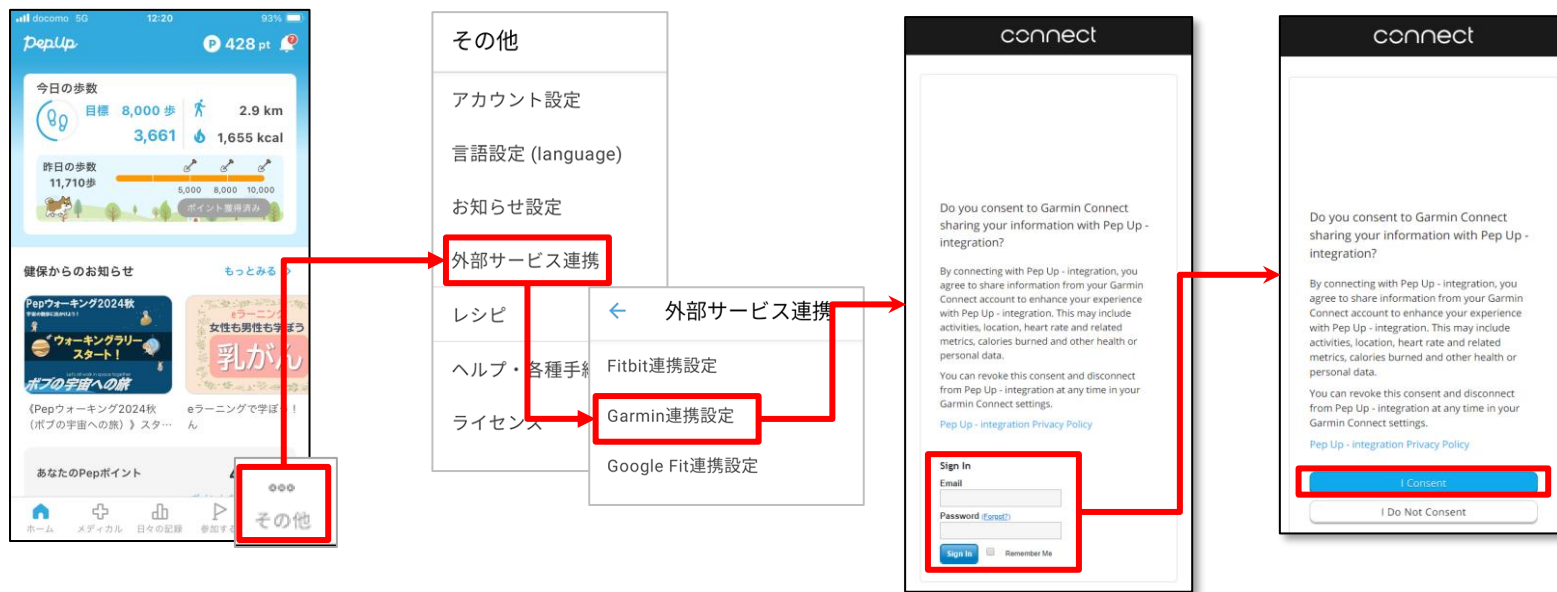 docomo 5G 12:20 93%
PepUp P 428 pt 2
今日の歩数
目標 8,000 歩 2.9 km
3,661 1,655 kcal
昨日の歩数
11,710歩
5,000 8,000 10,000
ポイント獲得済み
健保からのお知らせ もっとみる
Pepウォーキング2024秋
ウォーキングラリー
スタート！
ボブの宇宙への旅
eラーニング
女性も男性も学ぼう
乳がん
《Pepウォーキング2024秋
（ボブの宇宙への旅）》スタ…
eラーニングで学ぼう！
ん
あなたのPepポイント
ホーム メディカル 日々の記録 参加する
その他
その他
アカウント設定
言語設定 (language)
お知らせ設定
外部サービス連携
レシピ
ヘルプ・各種手続
ライセンス
← 外部サービス連携
Fitbit連携設定
Garmin連携設定
Google Fit連携設定
connect
Do you consent to Garmin Connect
sharing your information with Pep Up -
integration?
By connecting with Pep Up - integration, you
agree to share information from your Garmin
Connect account to enhance your experience
with Pep Up - integration. This may include
activities, location, heart rate and related
metrics, calories burned and other health or
personal data.
You can revoke this consent and disconnect
from Pep Up - integration at any time in your
Garmin Connect settings.
Pep Up - integration Privacy Policy
Sign In
Email
Password (Forgot?)
Sign In Remember Me
connect
Do you consent to Garmin Connect
sharing your information with Pep Up -
integration?
By connecting with Pep Up - integration, you
agree to share information from your Garmin
Connect account to enhance your experience
with Pep Up - integration. This may include
activities, location, heart rate and related
metrics, calories burned and other health or
personal data.
You can revoke this consent and disconnect
from Pep Up - integration at any time in your
Garmin Connect settings.
Pep Up - integration Privacy Policy
I Consent
I Do Not Consent